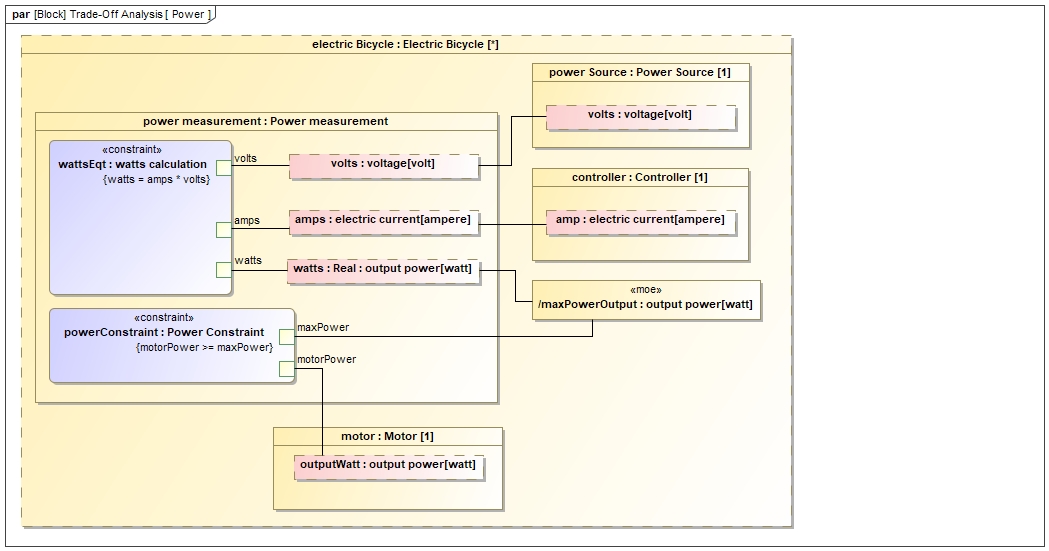 par [Block] Trade-Off Analysis [ Power ]
electric Bicycle : Electric Bicycle [*]
power Source : Power Source [1]
volts : voltage[volt]
power measurement : Power measurement
«constraint»
wattsEqt : watts calculation
{watts = amps * volts}
volts
volts : voltage[volt]
controller : Controller [1]
amps
amps : electric current[ampere]
amp : electric current[ampere]
watts
watts : Real : output power[watt]
«moe»
/maxPowerOutput : output power[watt]
«constraint»
powerConstraint : Power Constraint
{motorPower >= maxPower}
maxPower
motorPower
motor : Motor [1]
outputWatt : output power[watt]